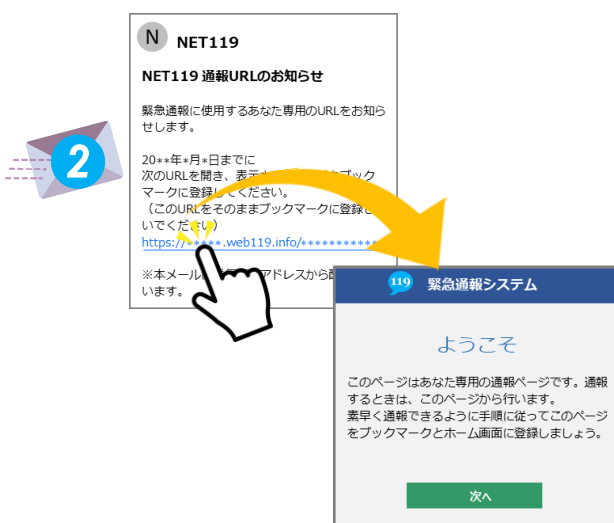 2
N NET119
NET119 通報URLのお知らせ
緊急通報に使用するあなた専用のURLをお知ら
せします。
20**年*月*日までに
次のURLを開き、表示 ブック
マークに登録してください。
(このURLをそのままブックマークに登録し
いでください)
https://*****.web119.info/***********
※本メール アドレスから
います。
119 緊急通報システム
ようこそ
このページはあなた専用の通報ページです。通報
するときは、このページから行います。
素早く通報できるように手順に従ってこのページ
をブックマークとホーム画面に登録しましょう。
次へ